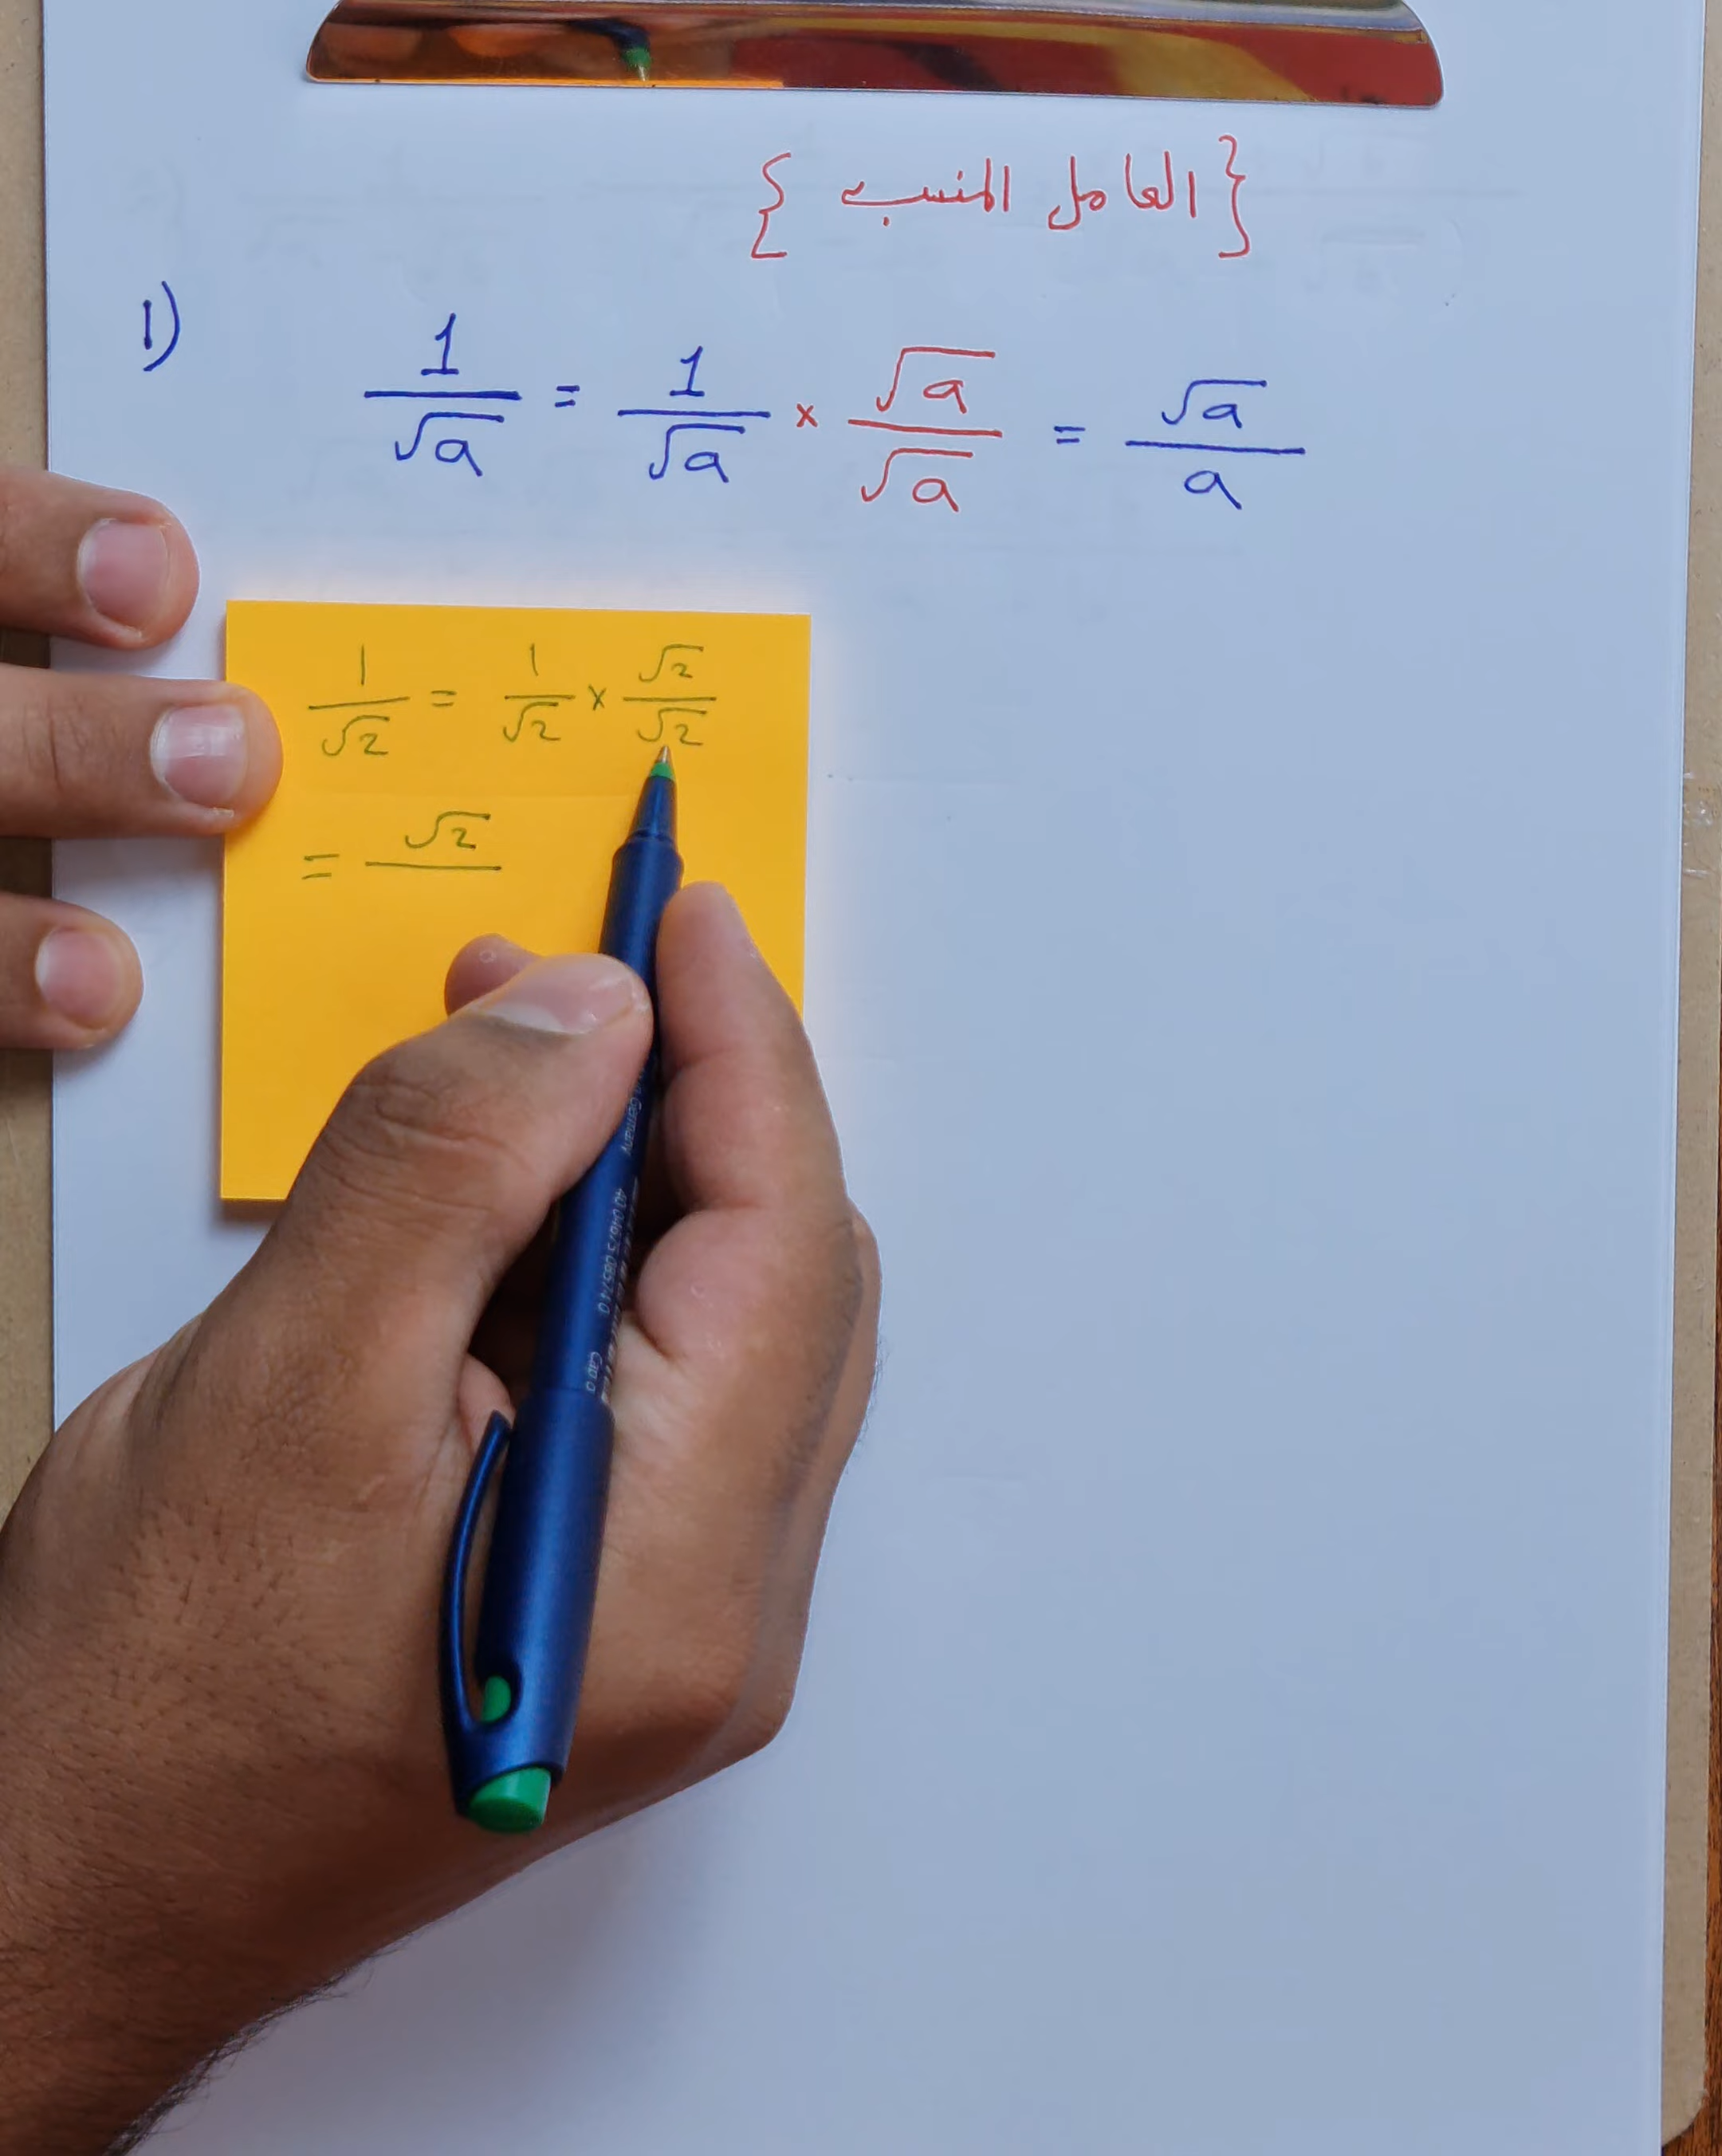 { العامل المنسب }
1) 1/√a = 1/√a × √a/√a = √a/a
1/√2 = 1/√2 × √2/√2
= √2/